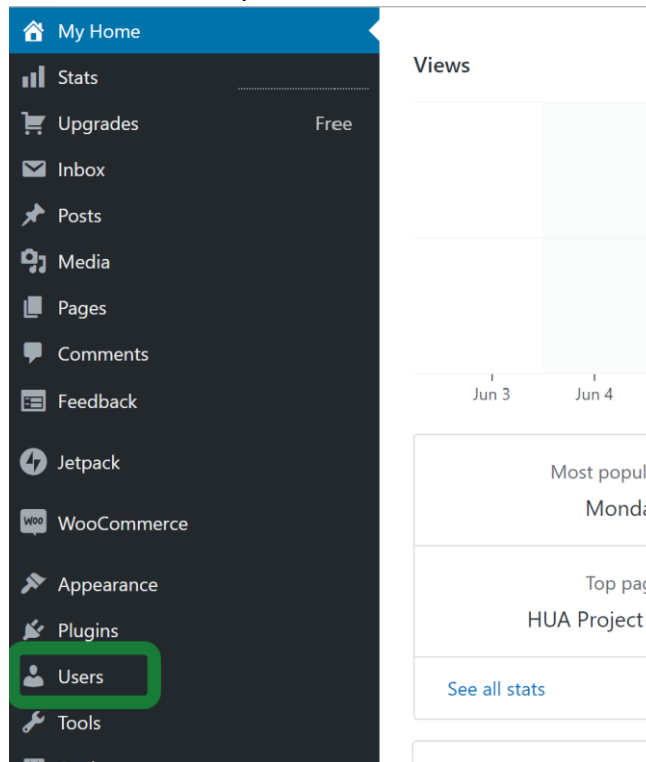 My Home
Stats
Upgrades Free
Inbox
Posts
Media
Pages
Comments
Feedback
Jetpack
WOO WooCommerce
Appearance
Plugins
Users
Tools
Views
Jun 3 Jun 4
Most popul
Monda
Top pag
HUA Project
See all stats